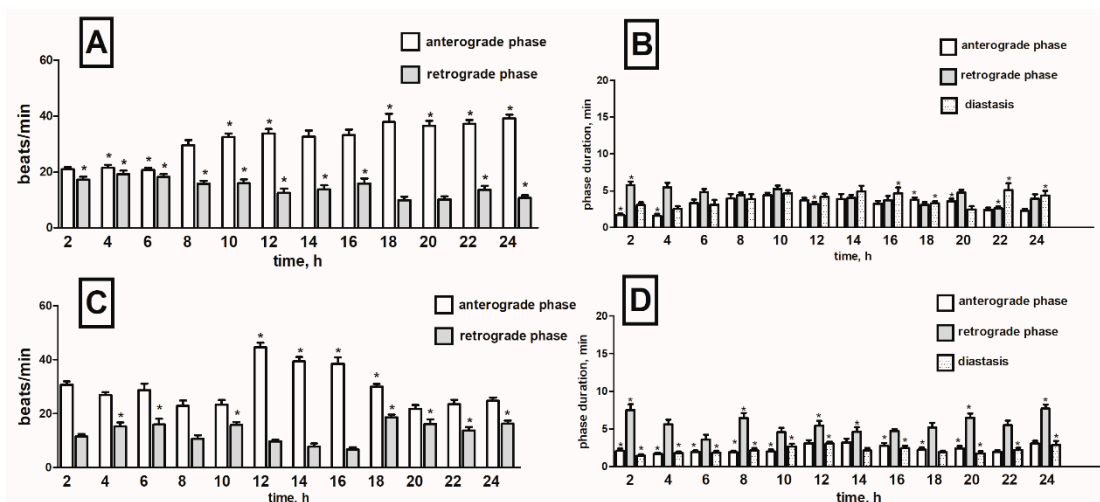 A
anterograde phase
retrograde phase
beats/min
60
40
20
0
* * * * * * * * * * * * * * * * * *
2 4 6 8 10 12 14 16 18 20 22 24
time, h
B
anterograde phase
retrograde phase
diastasis
phase duration, min
20
15
10
5
0
* * * * * * * * * * * *
2 4 6 8 10 12 14 16 18 20 22 24
time, h
C
anterograde phase
retrograde phase
beats/min
60
40
20
0
* * * * * * * * * * *
2 4 6 8 10 12 14 16 18 20 22 24
time, h
D
anterograde phase
retrograde phase
diastasis
phase duration, min
20
15
10
5
0
* * * * * * * * * * * * * * * * * * * * * * * * *
2 4 6 8 10 12 14 16 18 20 22 24
time, h